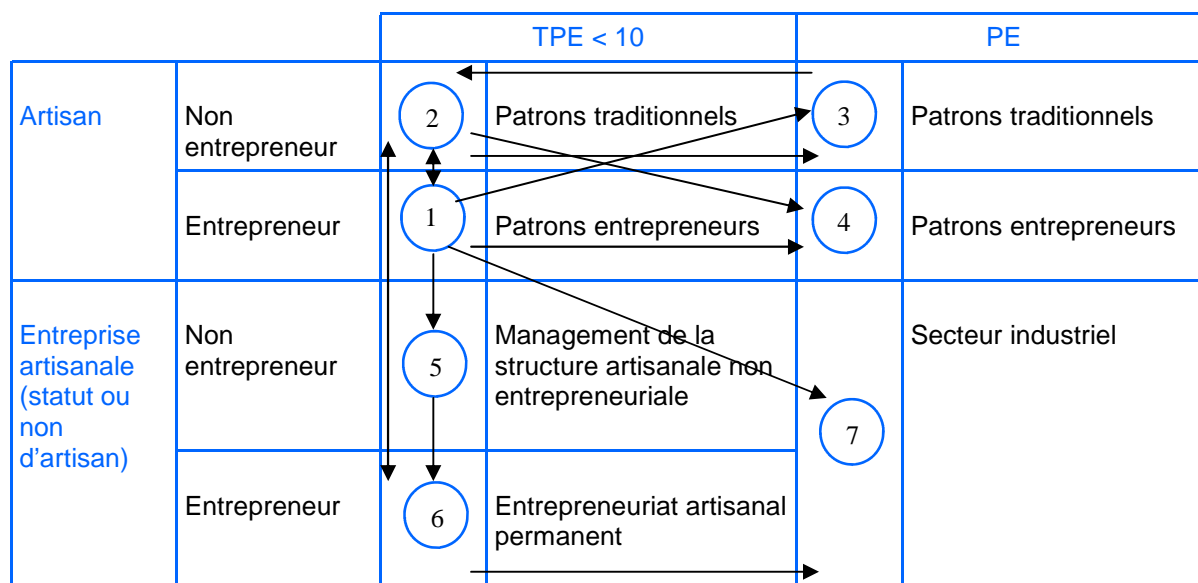 TPE < 10
PE
Artisan
Non
entrepreneur
2
Patrons traditionnels
3
Patrons traditionnels
Entrepreneur
1
Patrons entrepreneurs
4
Patrons entrepreneurs
Entreprise
artisanale
(statut ou
non
d'artisan)
Non
entrepreneur
5
Management de la
structure artisanale non
entrepreneuriale
7
Secteur industriel
Entrepreneur
6
Entrepreneuriat artisanal
permanent